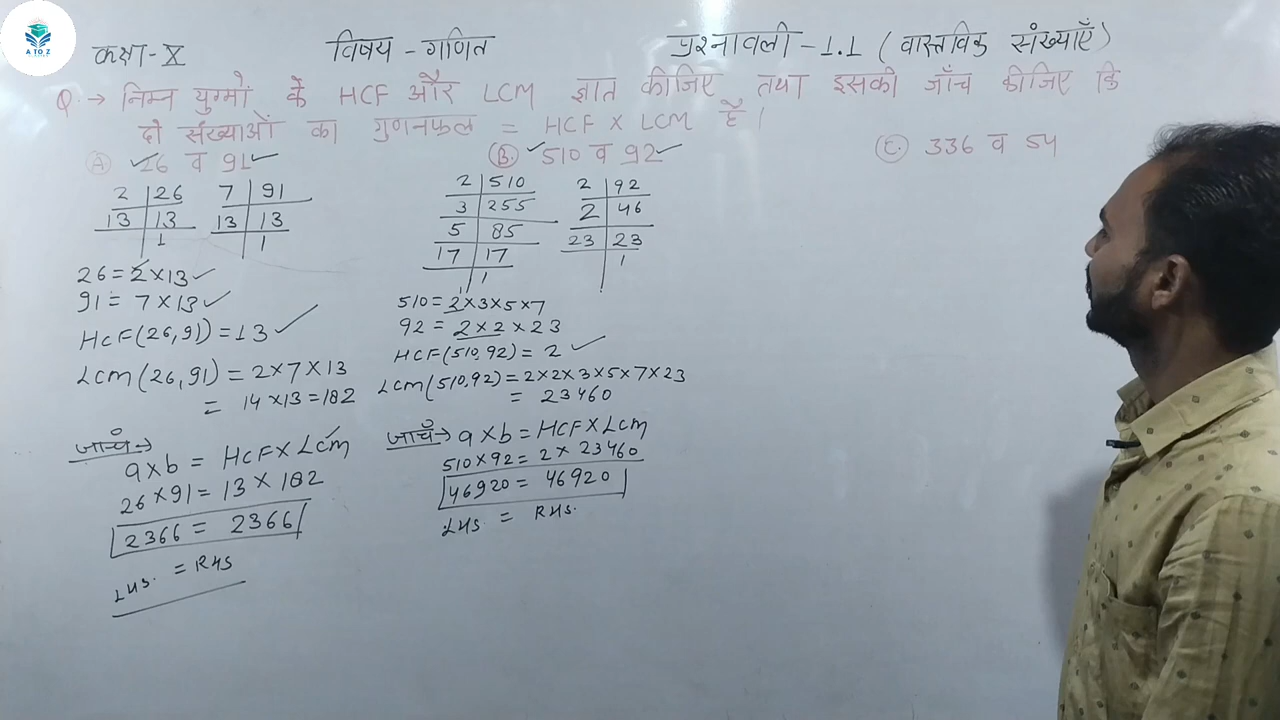 A TO Z
कक्षा-X विषय - गणित प्रश्नावली - 1.1 (वास्तविक संख्याएँ)
Q.→ निम्न युग्मों के HCF और LCM ज्ञात कीजिए तथा इसकी जाँच कीजिए कि
दो संख्याओं का गुणनफल = HCF X LCM है।
(A) 26 व 91
2 | 26
13 | 13
1
7 | 91
13 | 13
1
26 = 2 × 13 ✓
91 = 7 × 13 ✓
HCF(26,91) = 13 ✓
LCM(26,91) = 2×7×13
= 14 × 13 = 182
जाचँ →
a×b = HCF × LCM
26 × 91 = 13 × 182
2366 = 2366
LHS. = RHS
(B.) 510 व 92
2 | 510
3 | 255
5 | 85
17 | 17
1
2 | 92
2 | 46
23 | 23
1
510 = 2×3×5×7
92 = 2×2×23
HCF(510,92) = 2 ✓
LCM(510,92) = 2×2×3×5×7×23
= 23460
जाचँ → a×b = HCF×LCM
510×92 = 2 × 23460
46920 = 46920
LHS = RHS.
(C.) 336 व 54